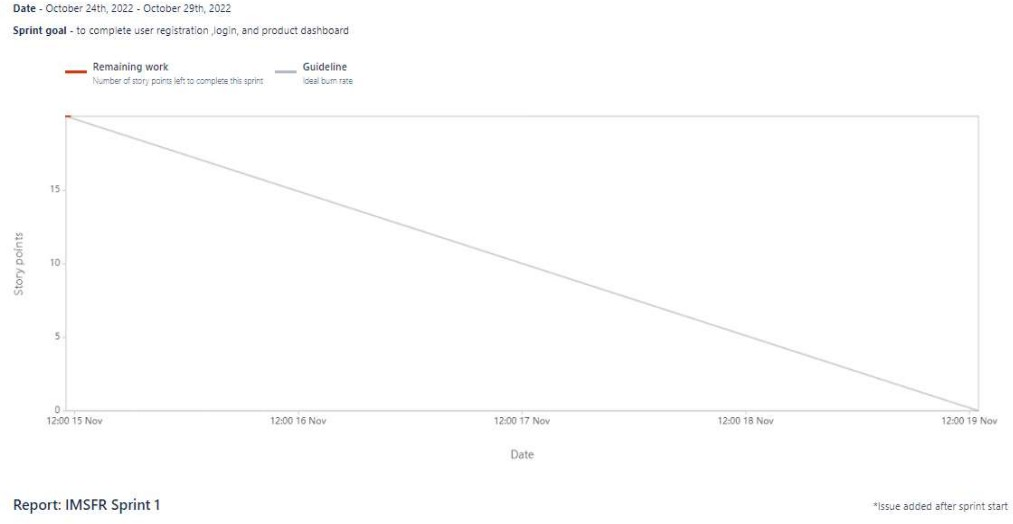 Date - October 24th, 2022 - October 29th, 2022
Sprint goal - to complete user registration ,login, and product dashboard
Remaining work
Number of story points left to complete this sprint
Guideline
Ideal burn rate
Story points
15
10
5
0
12:00 15 Nov
12:00 16 Nov
12:00 17 Nov
12:00 18 Nov
12:00 19 Nov
Date
Report: IMSFR Sprint 1
*Issue added after sprint start